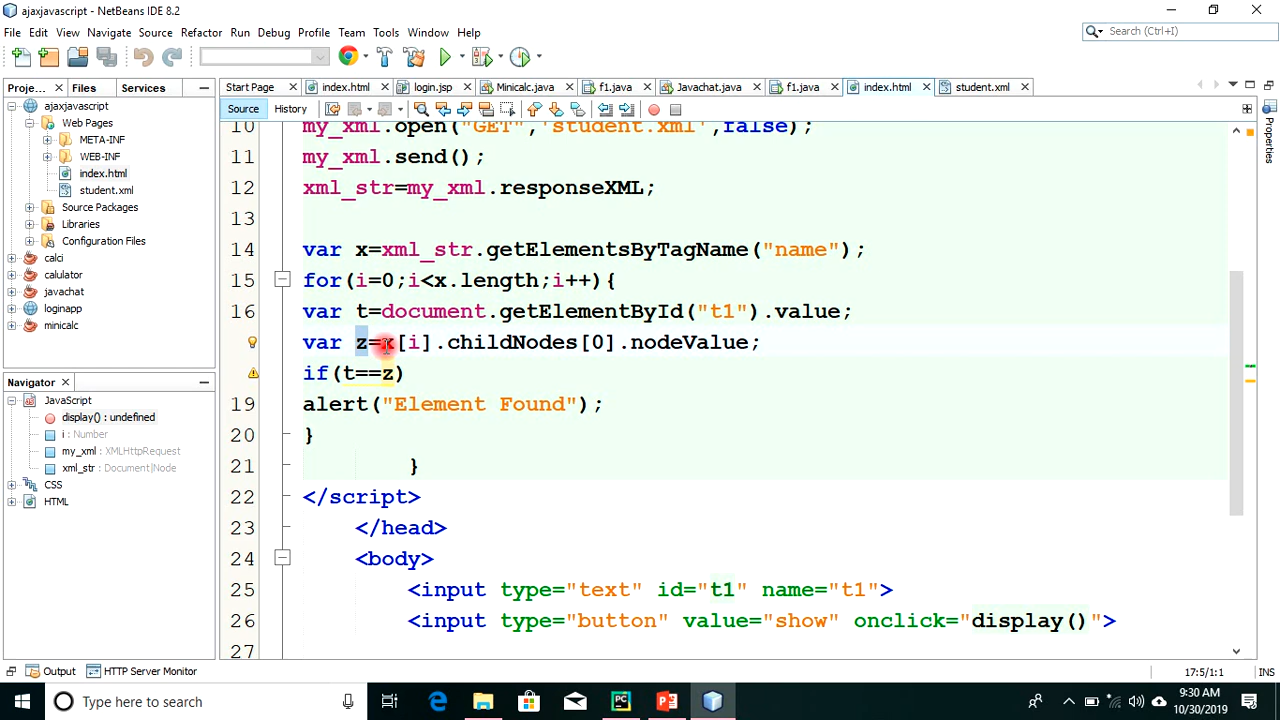 ajaxjavascript - NetBeans IDE 8.2
File Edit View Navigate Source Refactor Run Debug Profile Team Tools Window Help
Search (Ctrl+I)
Proje... Files Services
Start Page index.html login.jsp Minicalc.java f1.java Javachat.java f1.java index.html student.xml
Source History
ajaxjavascript
Web Pages
META-INF
WEB-INF
index.html
student.xml
Source Packages
Libraries
Configuration Files
calci
calulator
javachat
loginapp
minicalc
Navigator
JavaScript
display() : undefined
i : Number
my_xml : XMLHttpRequest
xml_str : Document|Node
CSS
HTML
10 my_xml.open("GET",'student.xml',false);
11 my_xml.send();
12 xml_str=my_xml.responseXML;
13
14 var x=xml_str.getElementsByTagName("name");
15 for(i=0;i<x.length;i++){
16 var t=document.getElementById("t1").value;
var z=x[i].childNodes[0].nodeValue;
if(t==z)
19 alert("Element Found");
20 }
21 }
22 </script>
23 </head>
24 <body>
25 <input type="text" id="t1" name="t1">
26 <input type="button" value="show" onclick="display()">
27
Properties
Output HTTP Server Monitor
17:5/1:1 INS
Type here to search
9:30 AM
10/30/2019